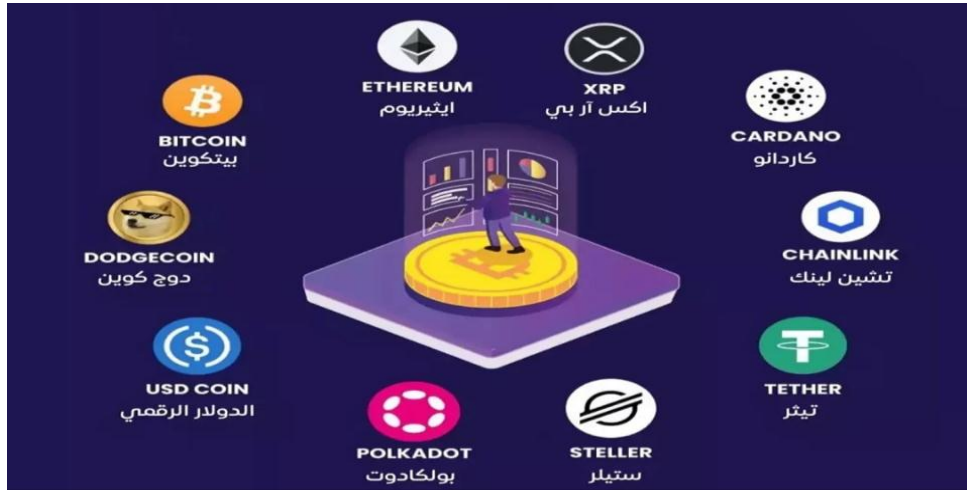 ETHEREUM
ايثيريوم
XRP
اكس آر بي
BITCOIN
بيتكوين
CARDANO
كاردانو
DODGECOIN
دوج كوين
CHAINLINK
تشين لينك
USD COIN
الدولار الرقمي
TETHER
تيثر
POLKADOT
بولكادوت
STELLER
ستيلر